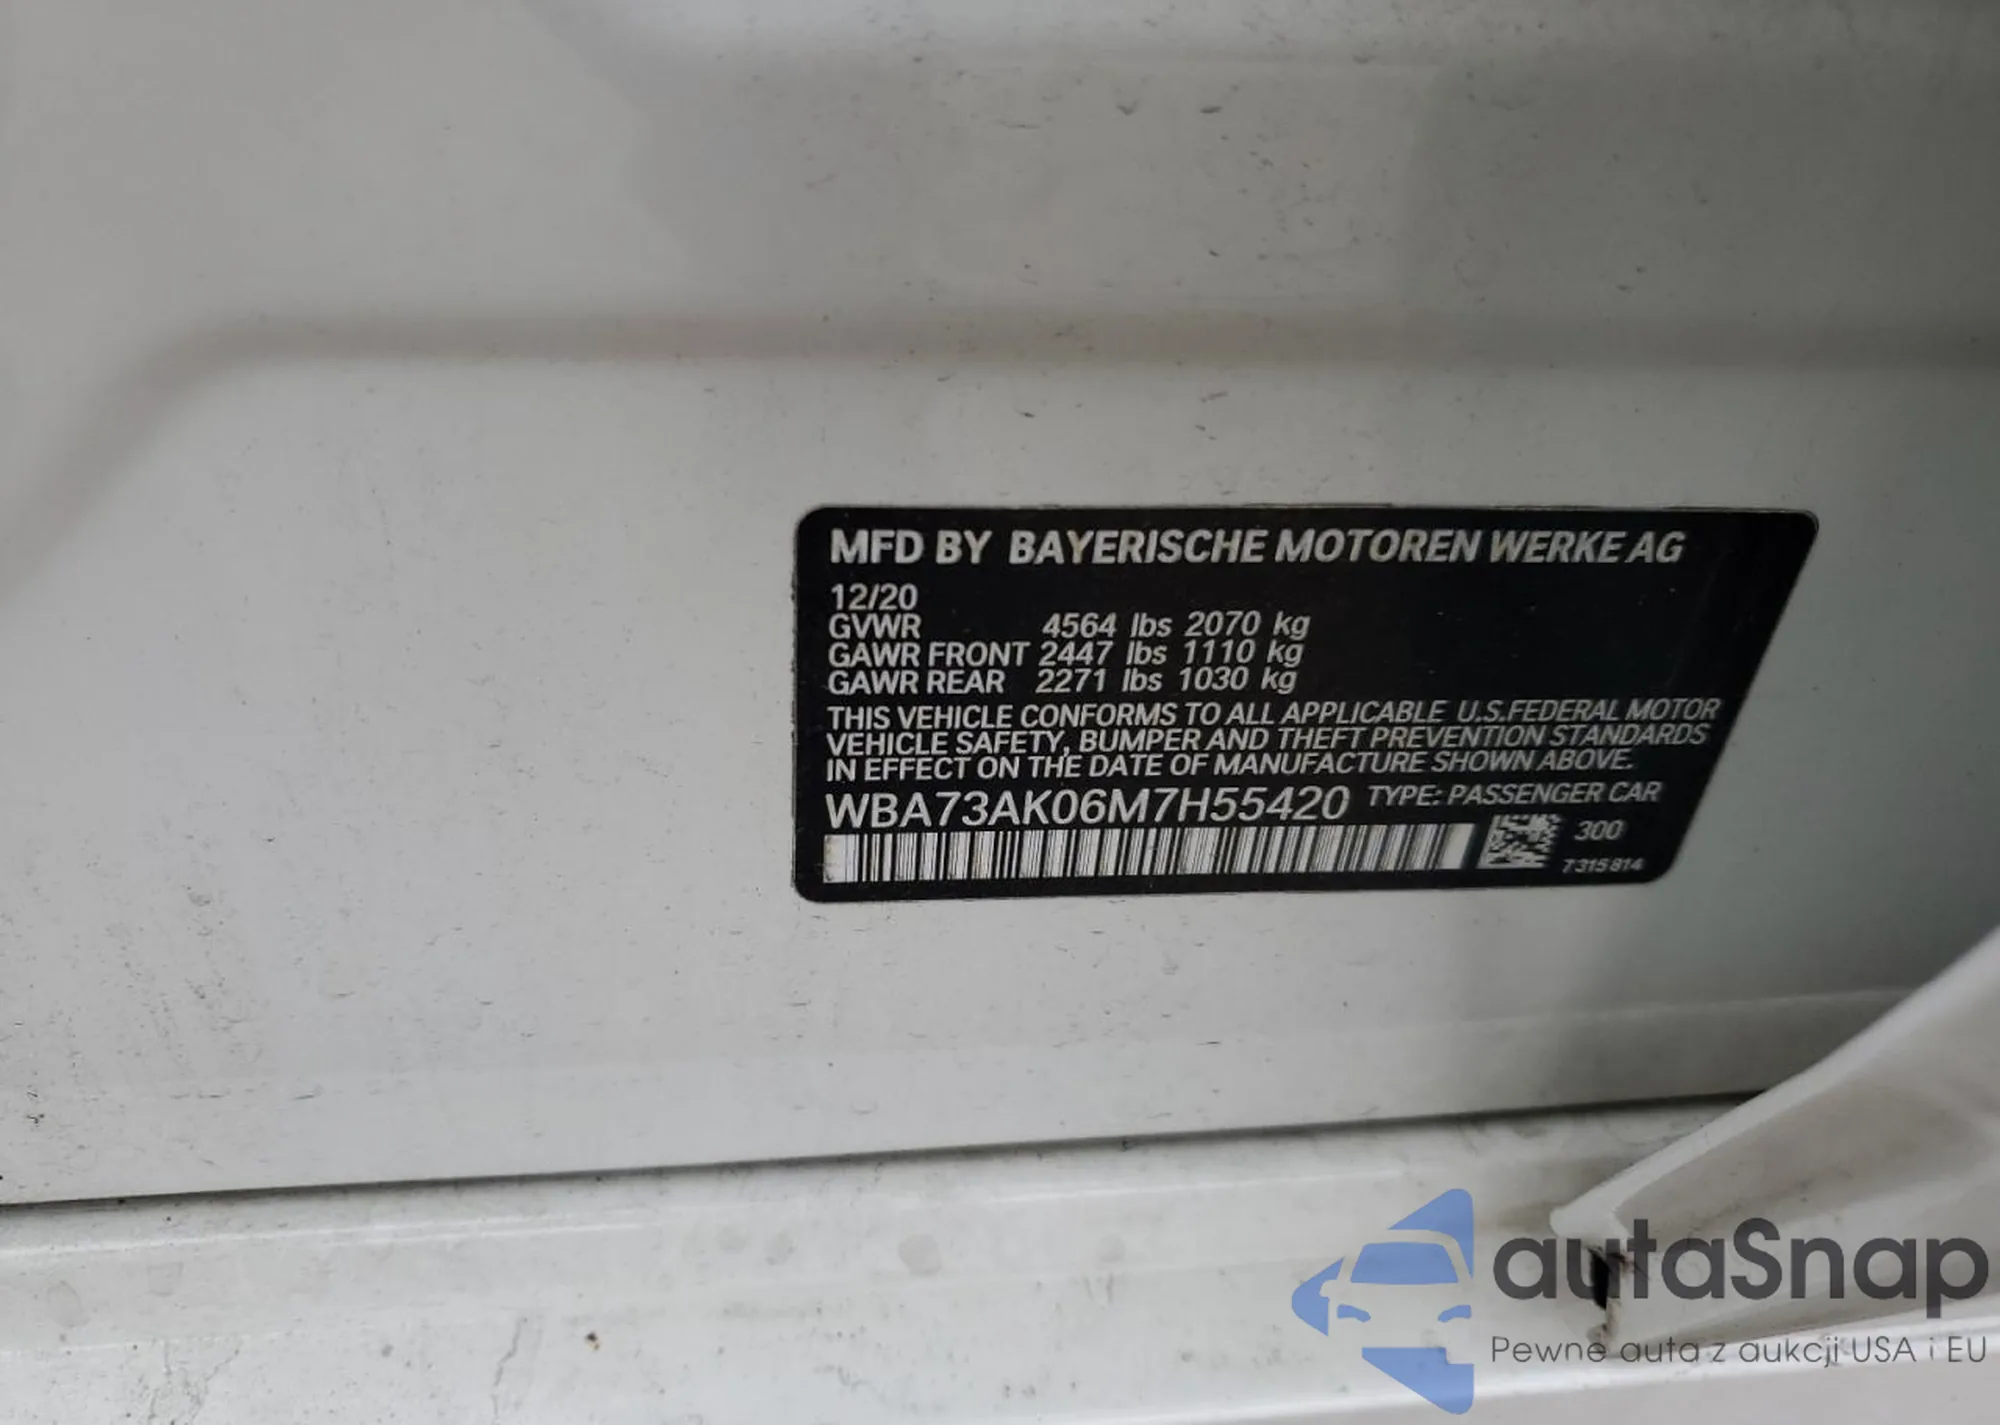 MFD BY BAYERISCHE MOTOREN WERKE AG
12/20
GVWR 4564 lbs 2070 kg
GAWR FRONT 2447 lbs 1110 kg
GAWR REAR 2271 lbs 1030 kg
THIS VEHICLE CONFORMS TO ALL APPLICABLE U.S.FEDERAL MOTOR
VEHICLE SAFETY, BUMPER AND THEFT PREVENTION STANDARDS
IN EFFECT ON THE DATE OF MANUFACTURE SHOWN ABOVE.
WBA73AK06M7H55420 TYPE: PASSENGER CAR
300
7315814
autaSnap
Pewne auta z aukcji USA i EU